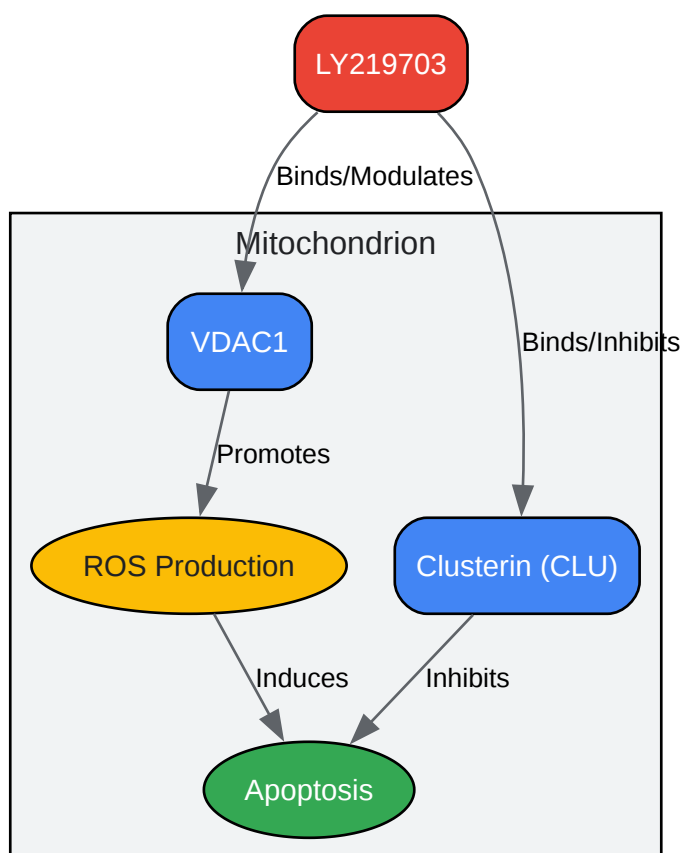 LY219703
Binds/Modulates
Mitochondrion
VDAC1
Binds/Inhibits
Promotes
ROS Production
Clusterin (CLU)
Induces
Inhibits
Apoptosis